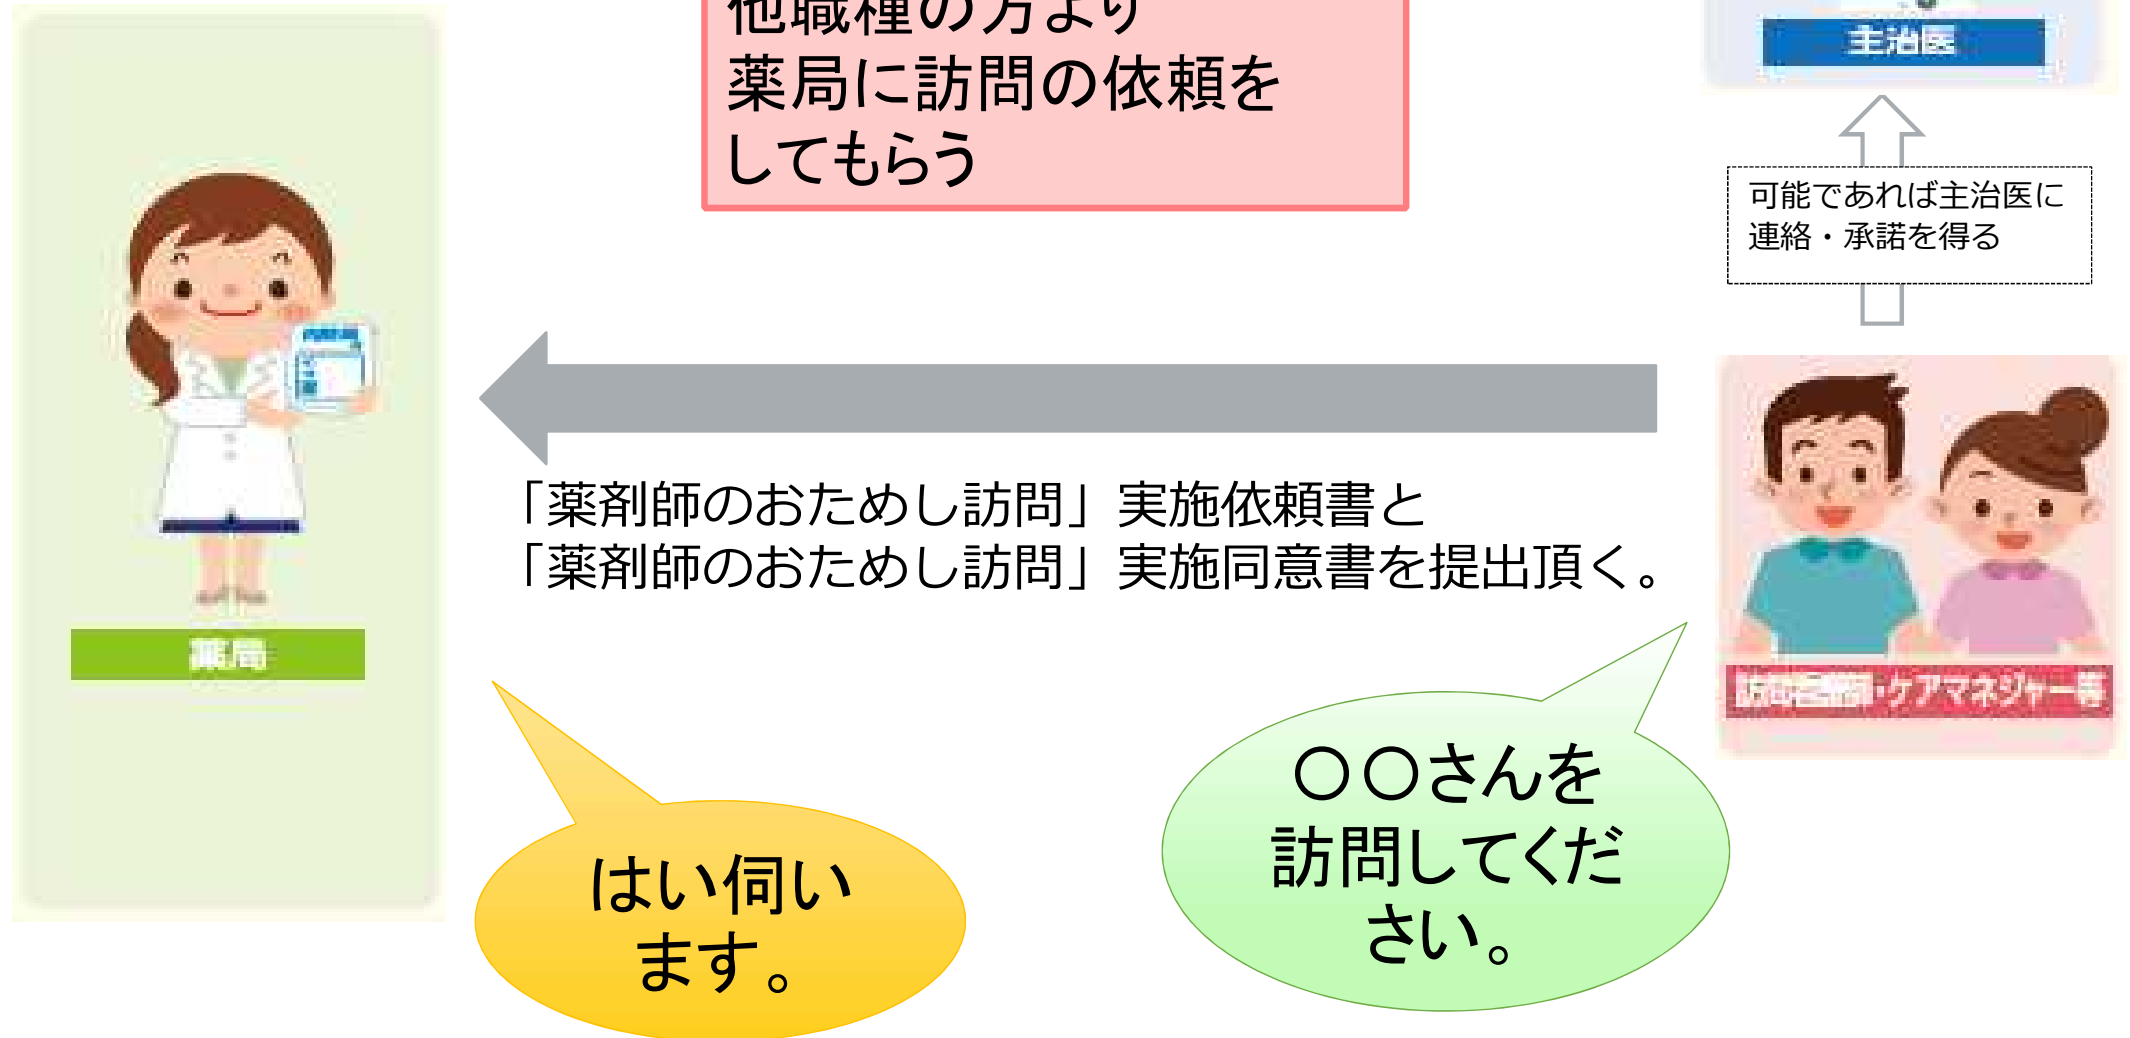 他職種の方より
薬局に訪問の依頼を
してもらう
主治医
可能であれば主治医に
連絡・承諾を得る
「薬剤師のおためし訪問」実施依頼書と
「薬剤師のおためし訪問」実施同意書を提出頂く。
薬局
訪問看護師・ケアマネジャー等
〇〇さんを
訪問してくだ
さい。
はい伺い
ます。